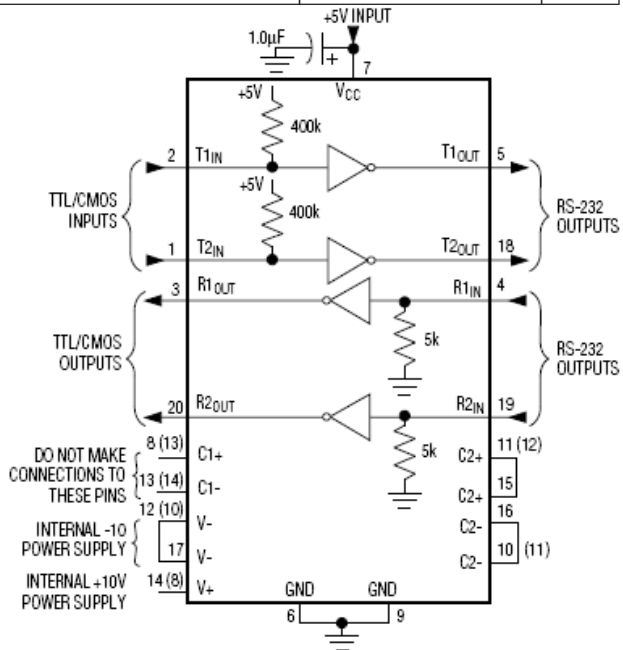 +5V INPUT
1.0µF
+
7
VCC
+5V
400k
2
T1IN
T1OUT
5
+5V
400k
TTL/CMOS
INPUTS
RS-232
OUTPUTS
1
T2IN
T2OUT
18
3
R1OUT
R1IN
4
5k
TTL/CMOS
OUTPUTS
RS-232
OUTPUTS
20
R2OUT
R2IN
19
5k
DO NOT MAKE
CONNECTIONS TO
THESE PINS
8 (13)
C1+
13 (14)
C1-
C2+
11 (12)
C2+
15
INTERNAL -10
POWER SUPPLY
12 (10)
V-
17
V-
C2-
16
C2-
10 (11)
INTERNAL +10V
POWER SUPPLY
14 (8)
V+
GND
GND
6
9